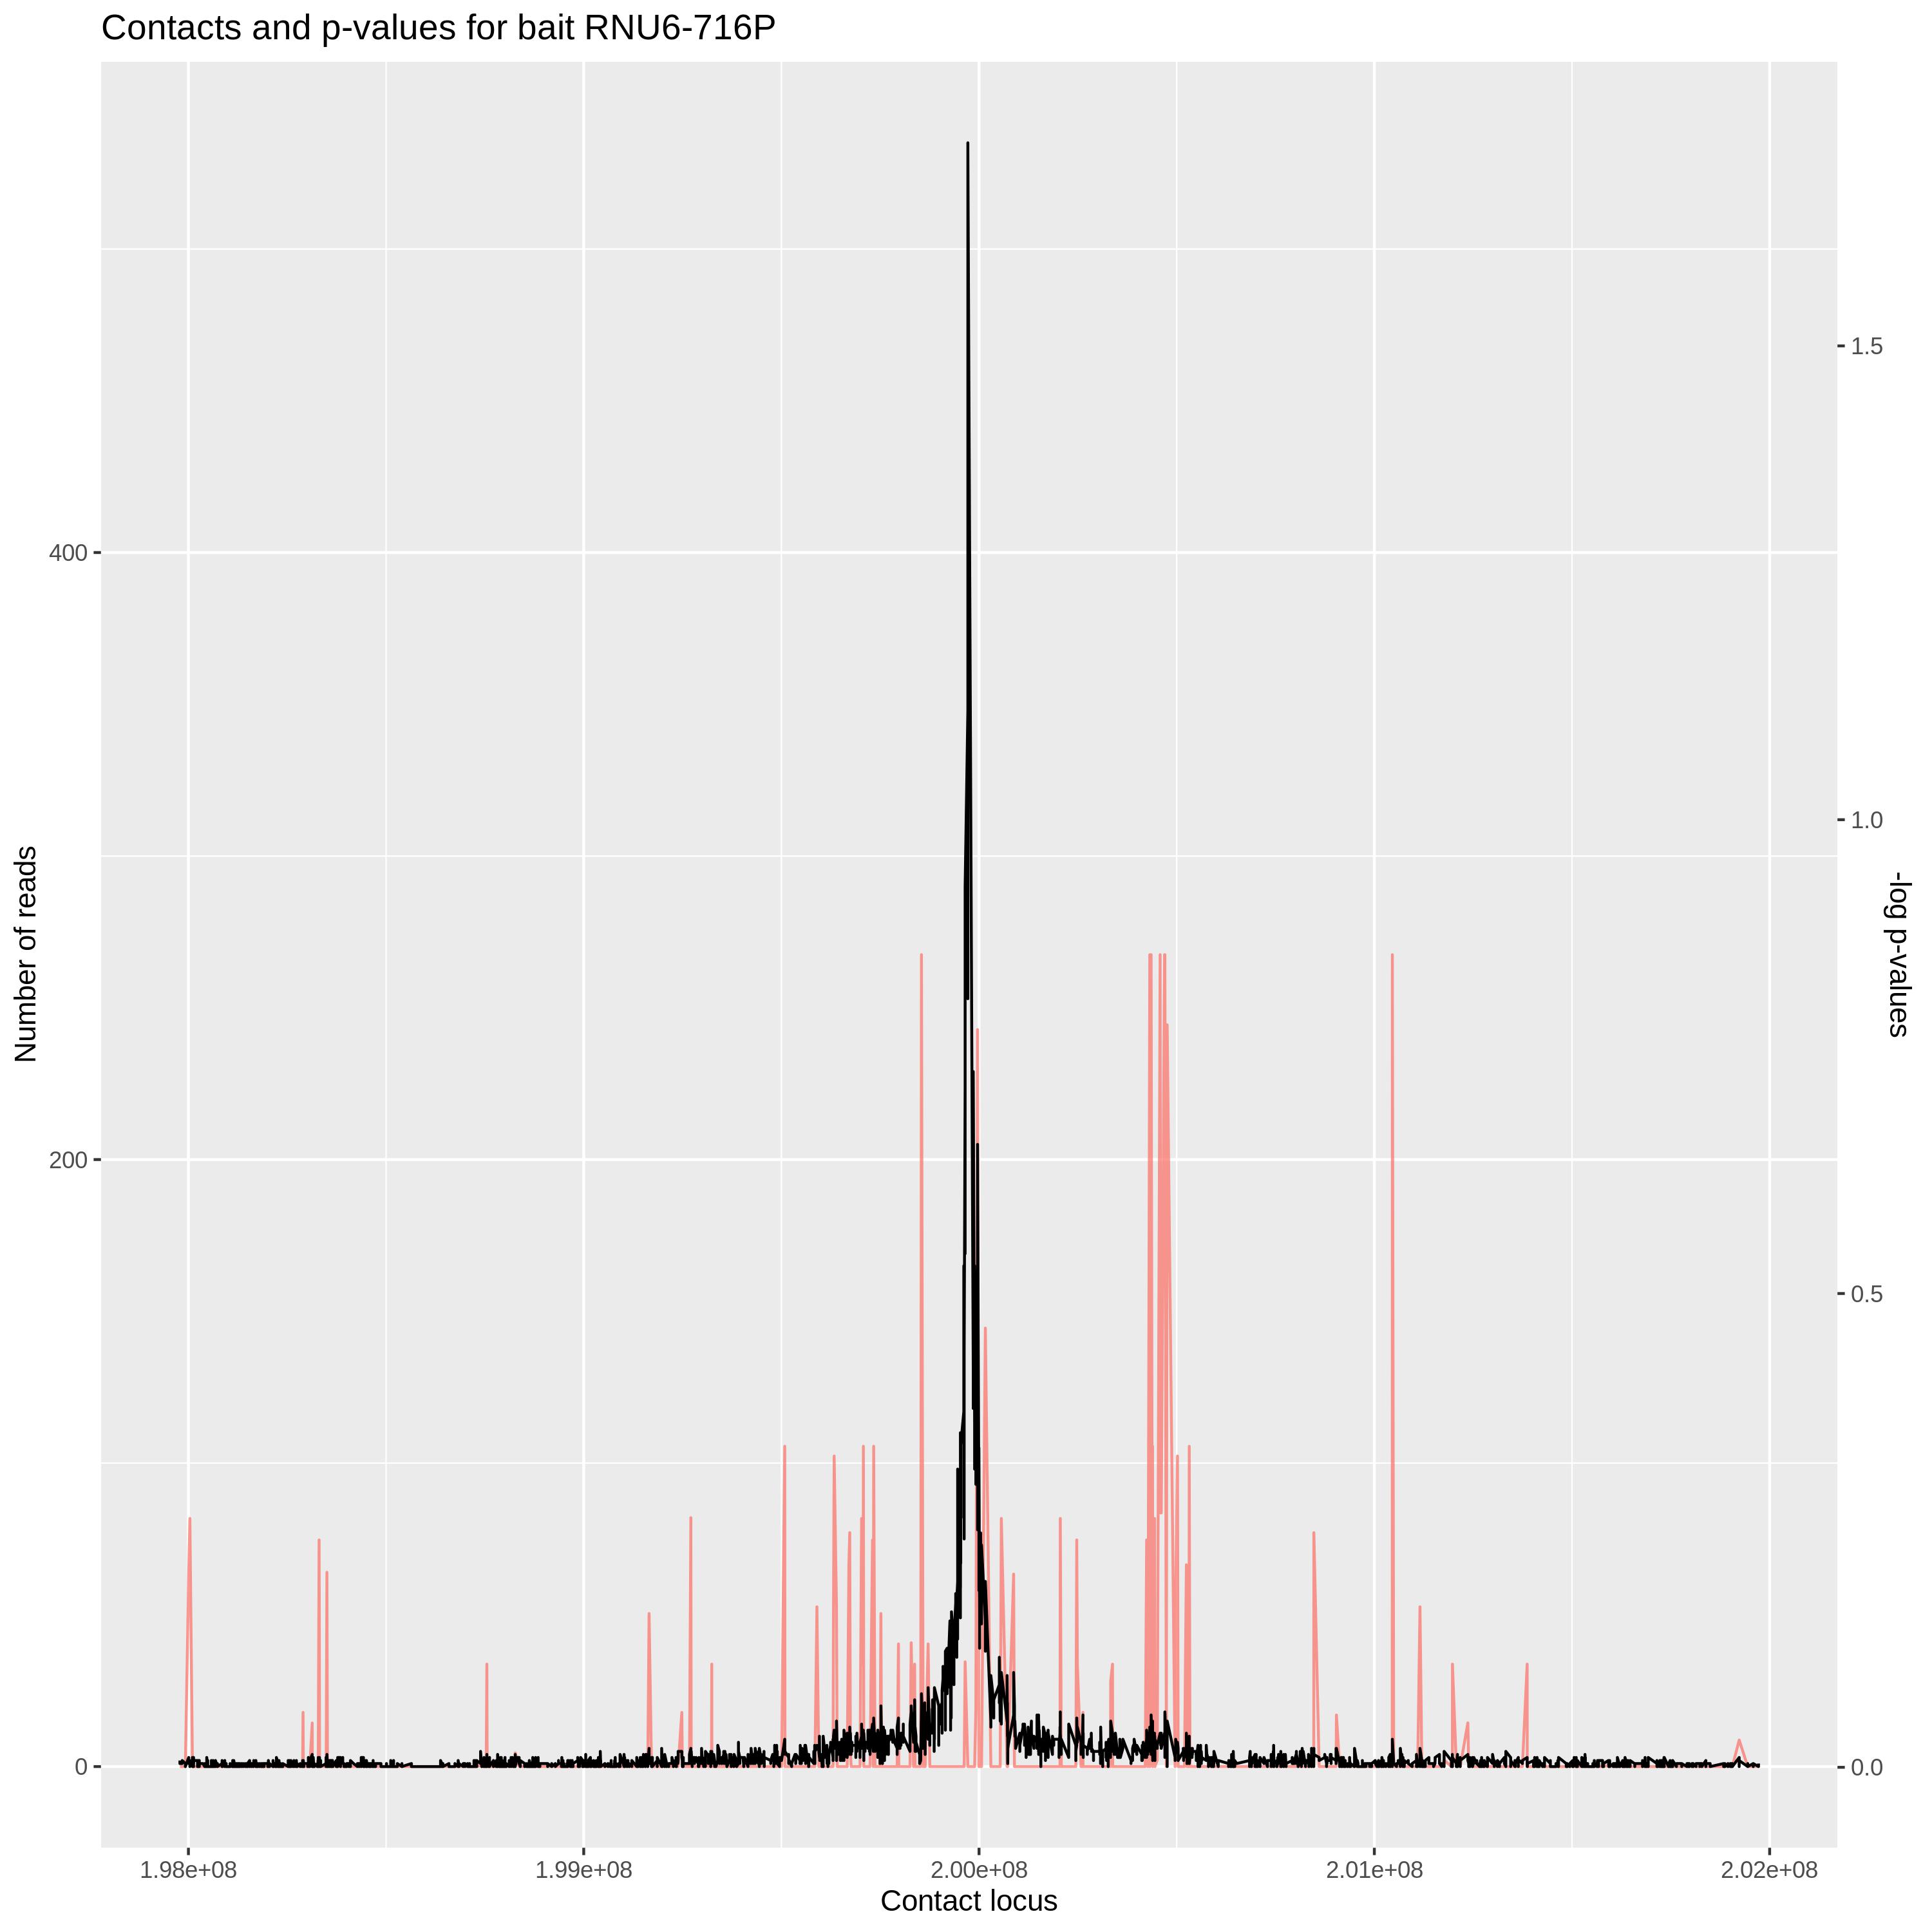 Contacts and p-values for bait RNU6-716P
400
200
0
Number of reads
1.5
1.0
0.5
0.0
-log p-values
1.98e+08
1.99e+08
2.00e+08
2.01e+08
2.02e+08
Contact locus